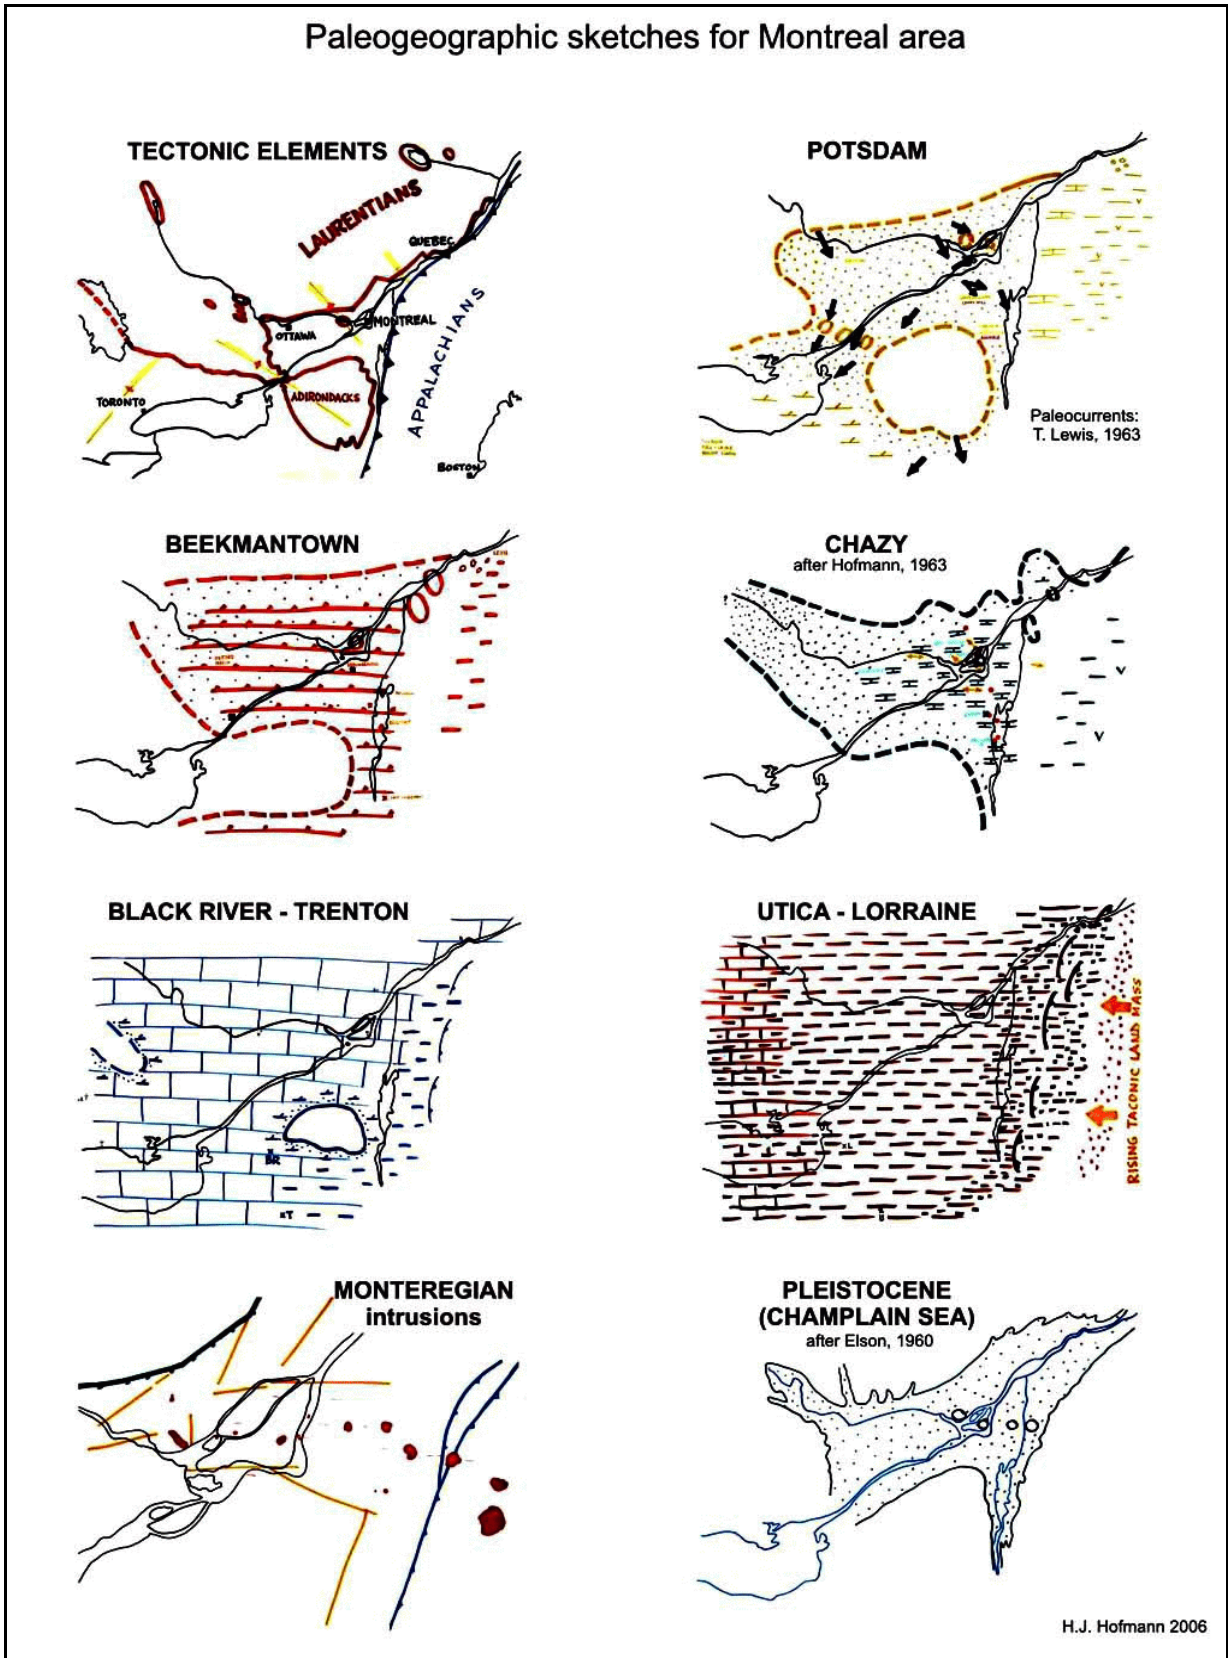 Paleogeographic sketches for Montreal area
TECTONIC ELEMENTS
LAURENTIANS
QUEBEC
MONTREAL
OTTAWA
APPALACHIANS
ADIRONDACKS
TORONTO
BOSTON
POTSDAM
Paleocurrents:
T. Lewis, 1963
BEEKMANTOWN
CHAZY
after Hofmann, 1963
BLACK RIVER - TRENTON
BR
T
UTICA - LORRAINE
RISING TACONIC LAND MASS
MONTEREGIAN
intrusions
PLEISTOCENE
(CHAMPLAIN SEA)
after Elson, 1960
H.J. Hofmann 2006